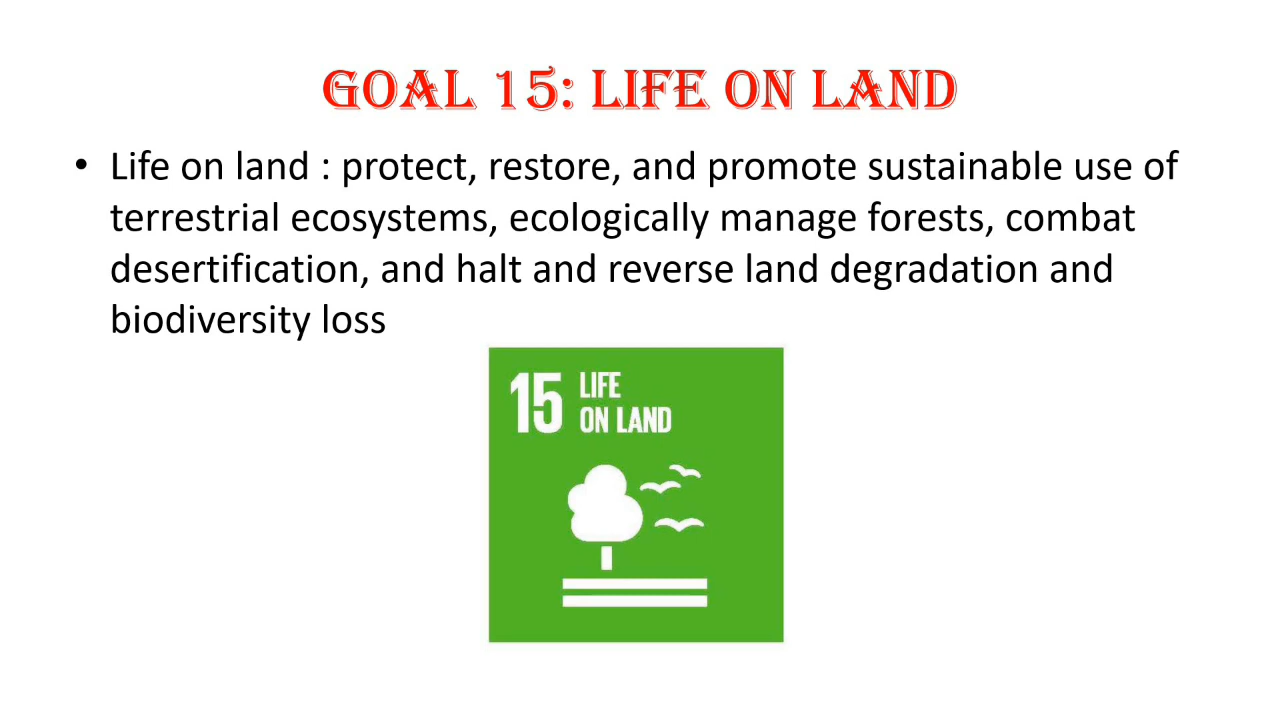 GOAL 15: LIFE ON LAND
• Life on land : protect, restore, and promote sustainable use of
terrestrial ecosystems, ecologically manage forests, combat
desertification, and halt and reverse land degradation and
biodiversity loss
15 LIFE
ON LAND